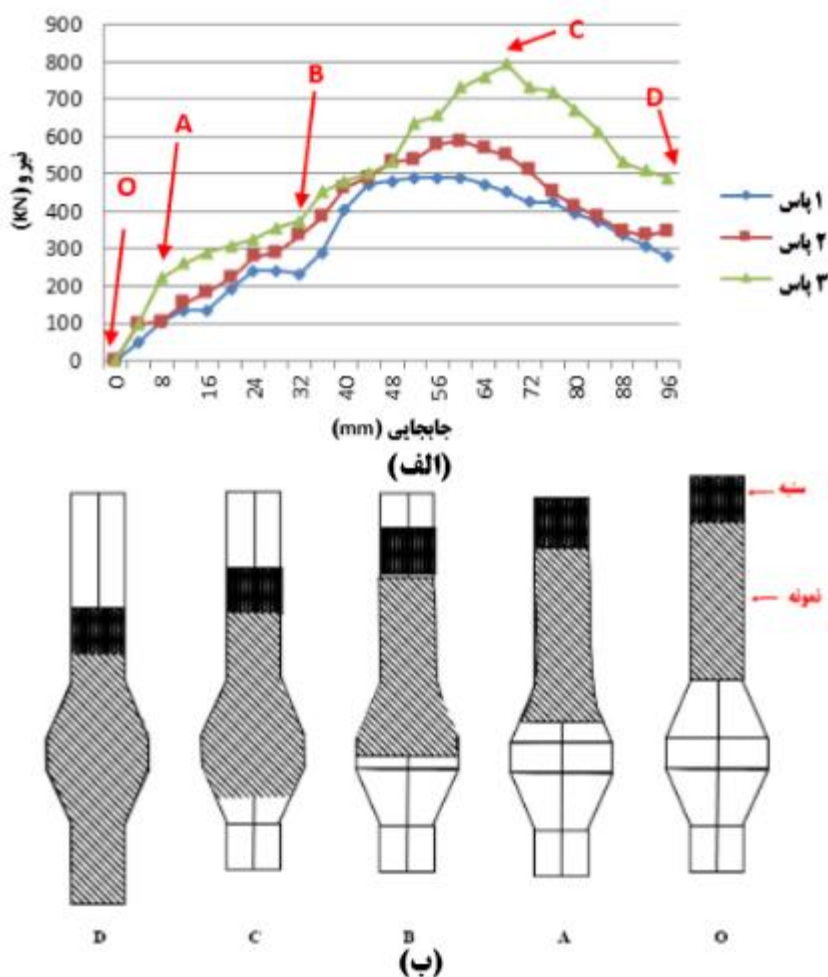 900
800
700
600
500
400
300
200
100
0
نیرو (KN)
O
A
B
C
D
۱ پاس
۲ پاس
۳ پاس
0 8 16 24 32 40 48 56 64 72 80 88 96
جابجایی (mm)
(الف)
سنبه
نمونه
D C B A O
(ب)